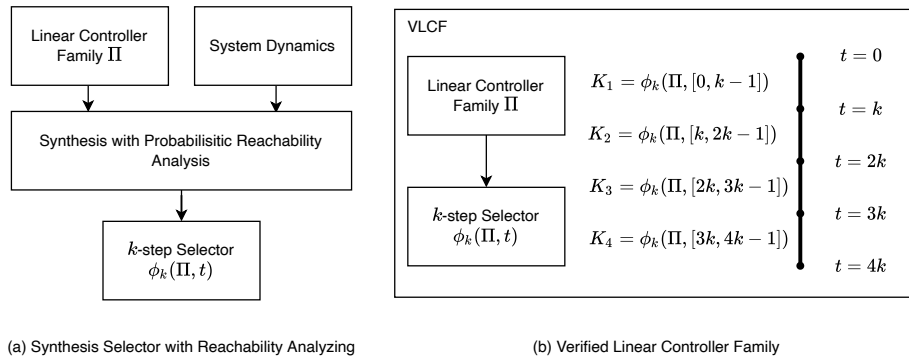 Linear Controller
Family Π
System Dynamics
Synthesis with Probabilisitic Reachability
Analysis
k-step Selector
ϕ_k(Π, t)
(a) Synthesis Selector with Reachability Analyzing
VLCF
Linear Controller
Family Π
k-step Selector
ϕ_k(Π, t)
K_1 = ϕ_k(Π, [0, k − 1])
K_2 = ϕ_k(Π, [k, 2k − 1])
K_3 = ϕ_k(Π, [2k, 3k − 1])
K_4 = ϕ_k(Π, [3k, 4k − 1])
t = 0
t = k
t = 2k
t = 3k
t = 4k
(b) Verified Linear Controller Family